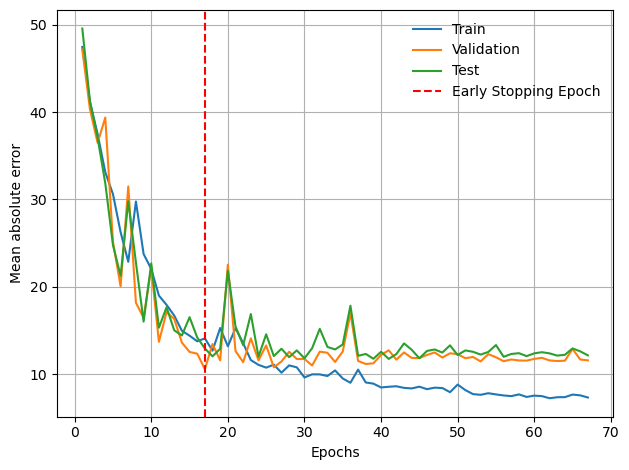 50
40
30
20
10
0
10
20
30
40
50
60
70
Mean absolute error
Epochs
Train
Validation
Test
Early Stopping Epoch